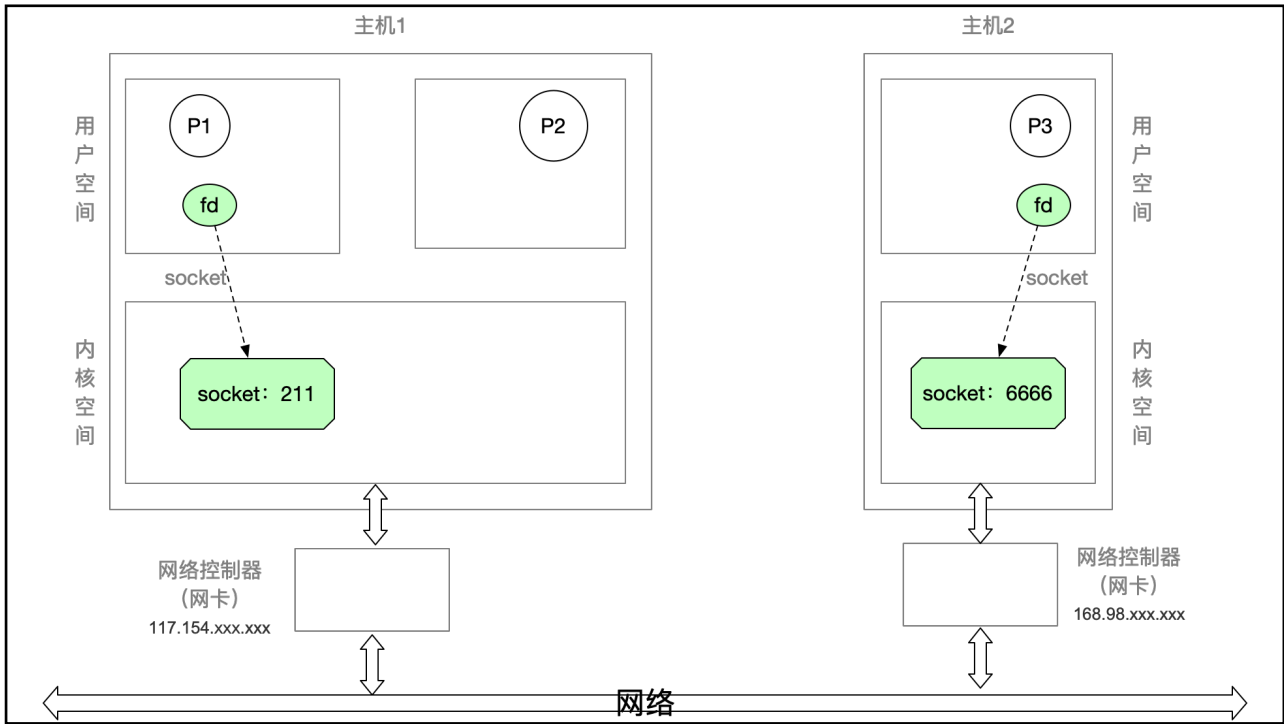 主机1
主机2
用户空间
P1
P2
P3
用户空间
fd
fd
socket
socket
内核空间
socket：211
socket：6666
内核空间
网络控制器
（网卡）
117.154.xxx.xxx
网络控制器
（网卡）
168.98.xxx.xxx
网络